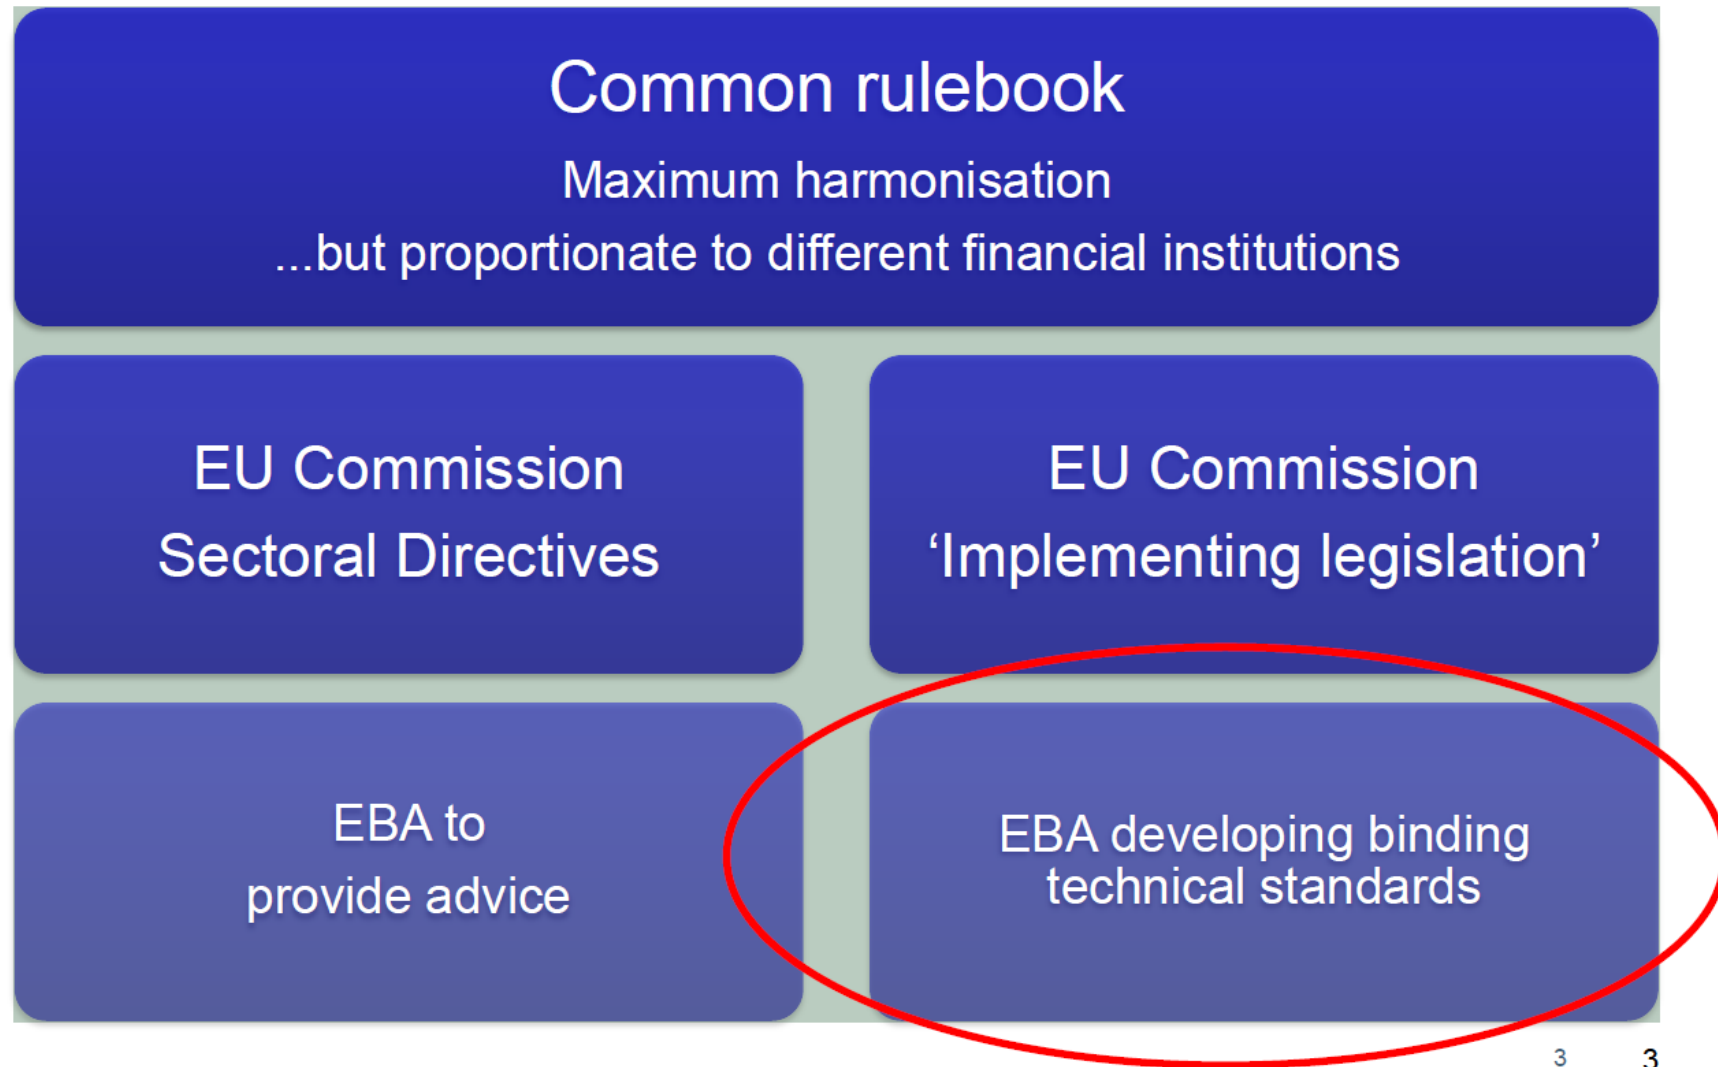 Common rulebook
Maximum harmonisation
...but proportionate to different financial institutions
EU Commission
Sectoral Directives
EU Commission
‘Implementing legislation’
EBA to
provide advice
EBA developing binding
technical standards
3
3